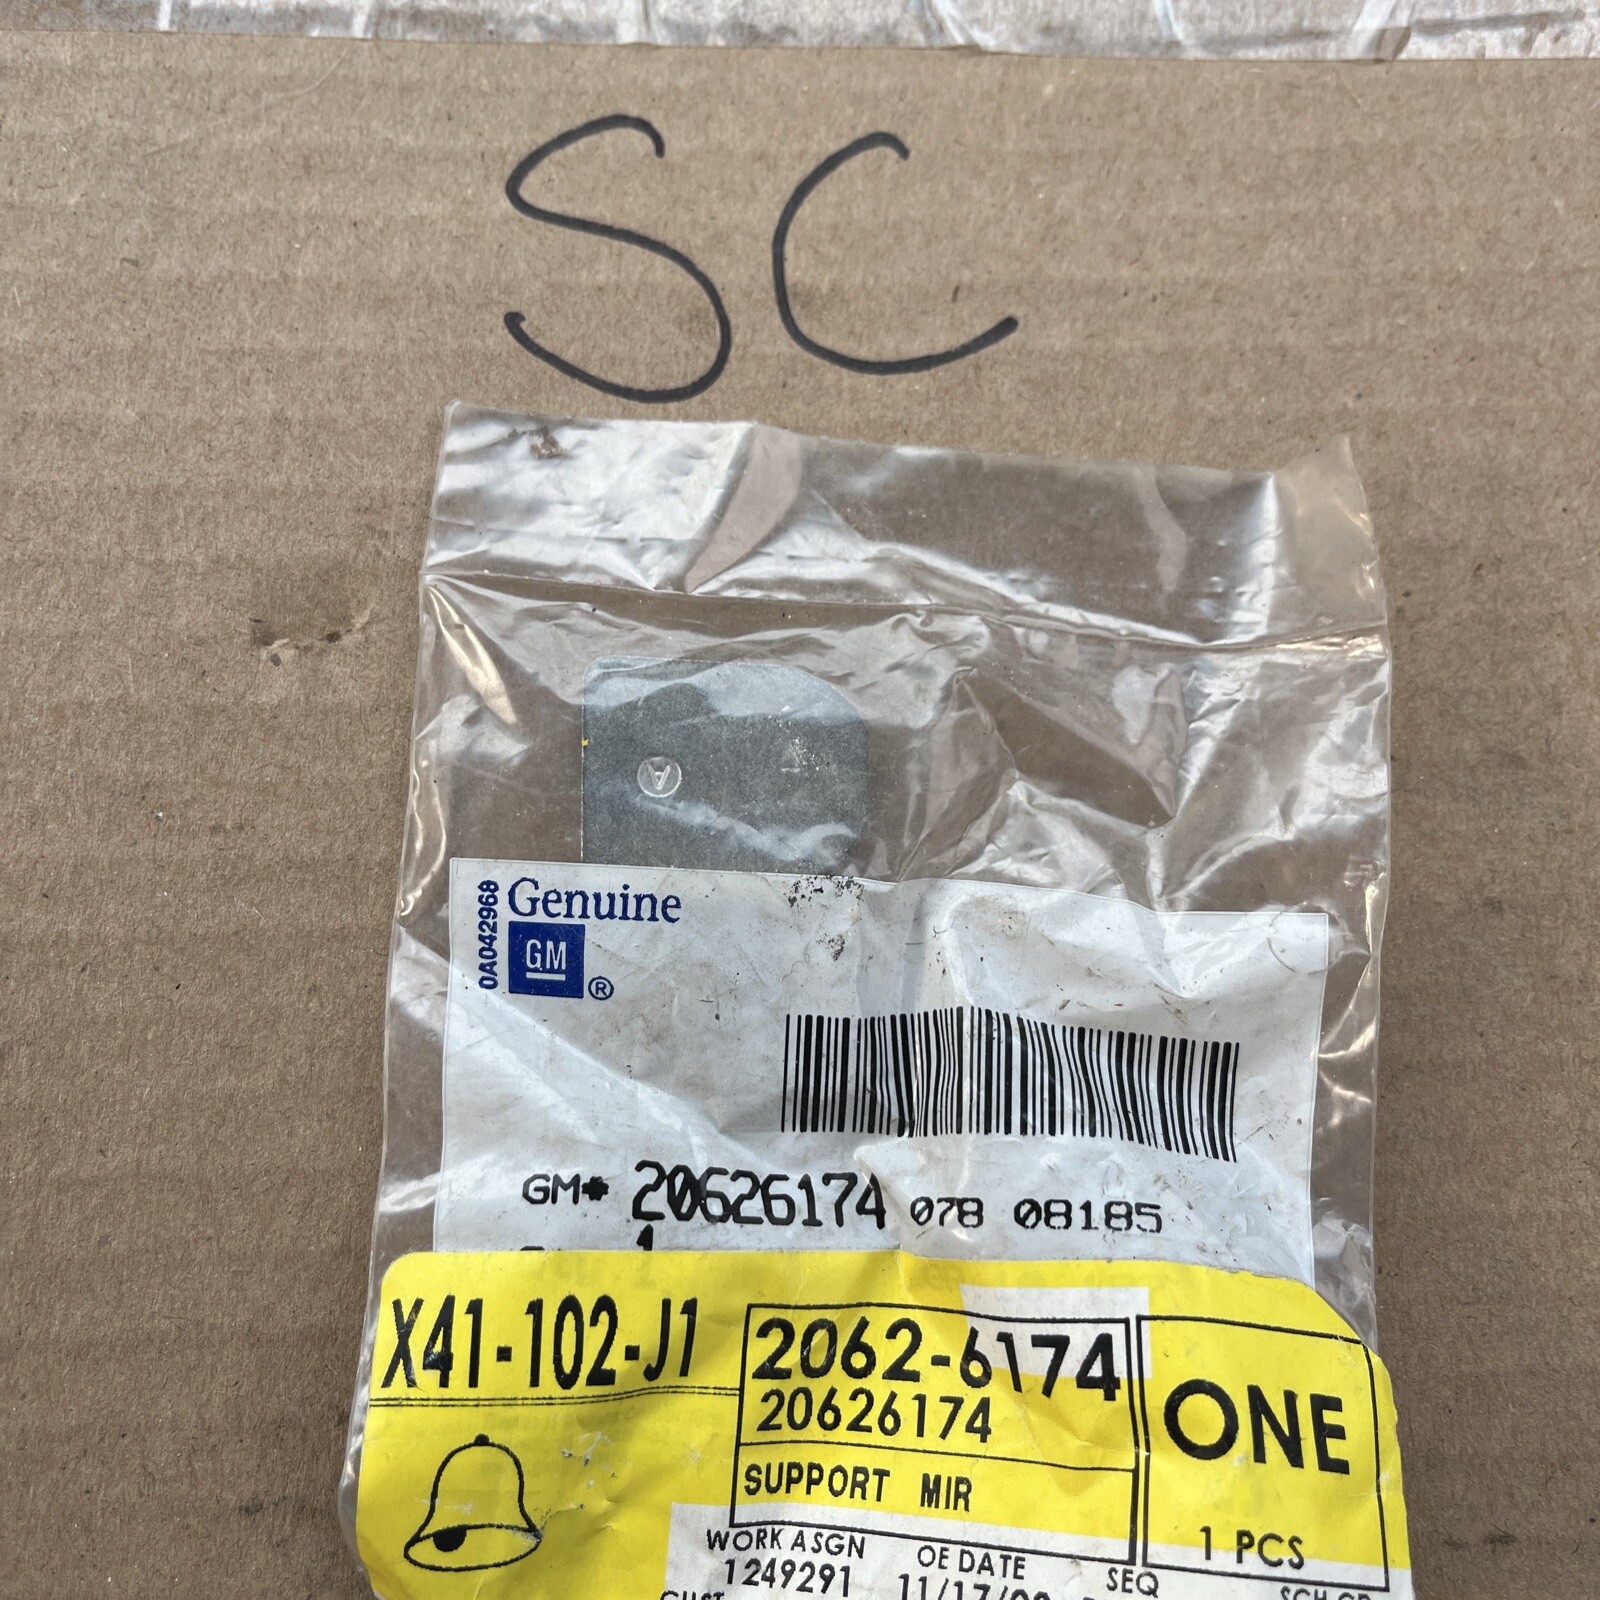 SC
A
0A042968
Genuine
GM ®
GM# 20626174 078 08185
1
X41-102-J1
2062-6174
20626174
SUPPORT MIR
ONE
1 PCS
WORK ASGN
1249291
OE DATE
SEQ